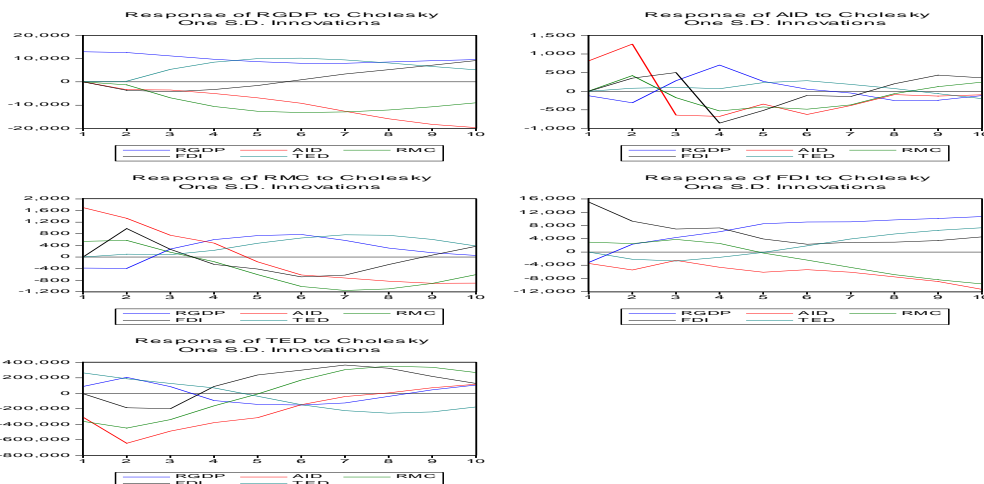 Response of RGDP to Cholesky
One S.D. Innovations
20,000
10,000
0
-10,000
-20,000
1 2 3 4 5 6 7 8 9 10
RGDP AID RMC
FDI TED
Response of AID to Cholesky
One S.D. Innovations
1,500
1,000
500
0
-500
-1,000
1 2 3 4 5 6 7 8 9 10
RGDP AID RMC
FDI TED
Response of RMC to Cholesky
One S.D. Innovations
2,000
1,600
1,200
800
400
0
-400
-800
-1,200
1 2 3 4 5 6 7 8 9 10
RGDP AID RMC
FDI TED
Response of FDI to Cholesky
One S.D. Innovations
16,000
12,000
8,000
4,000
0
-4,000
-8,000
-12,000
1 2 3 4 5 6 7 8 9 10
RGDP AID RMC
FDI TED
Response of TED to Cholesky
One S.D. Innovations
400,000
200,000
0
-200,000
-400,000
-600,000
-800,000
1 2 3 4 5 6 7 8 9 10
RGDP AID RMC
FDI TED